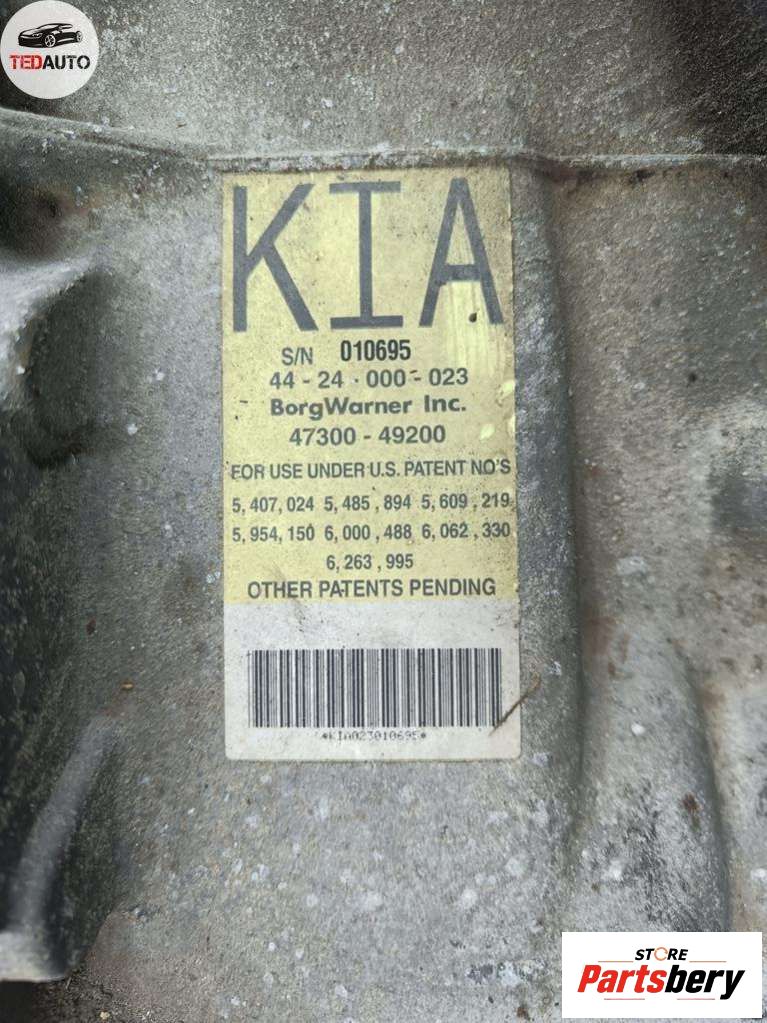 TEDAUTO
KIA
S/N 010695
44 - 24 - 000 - 023
BorgWarner Inc.
47300 - 49200
FOR USE UNDER U.S. PATENT NO'S
5, 407, 024 5, 485, 894 5, 609, 219
5, 954, 150 6, 000, 488 6, 062, 330
6, 263, 995
OTHER PATENTS PENDING
*KIA023010695*
STORE
Partsbery